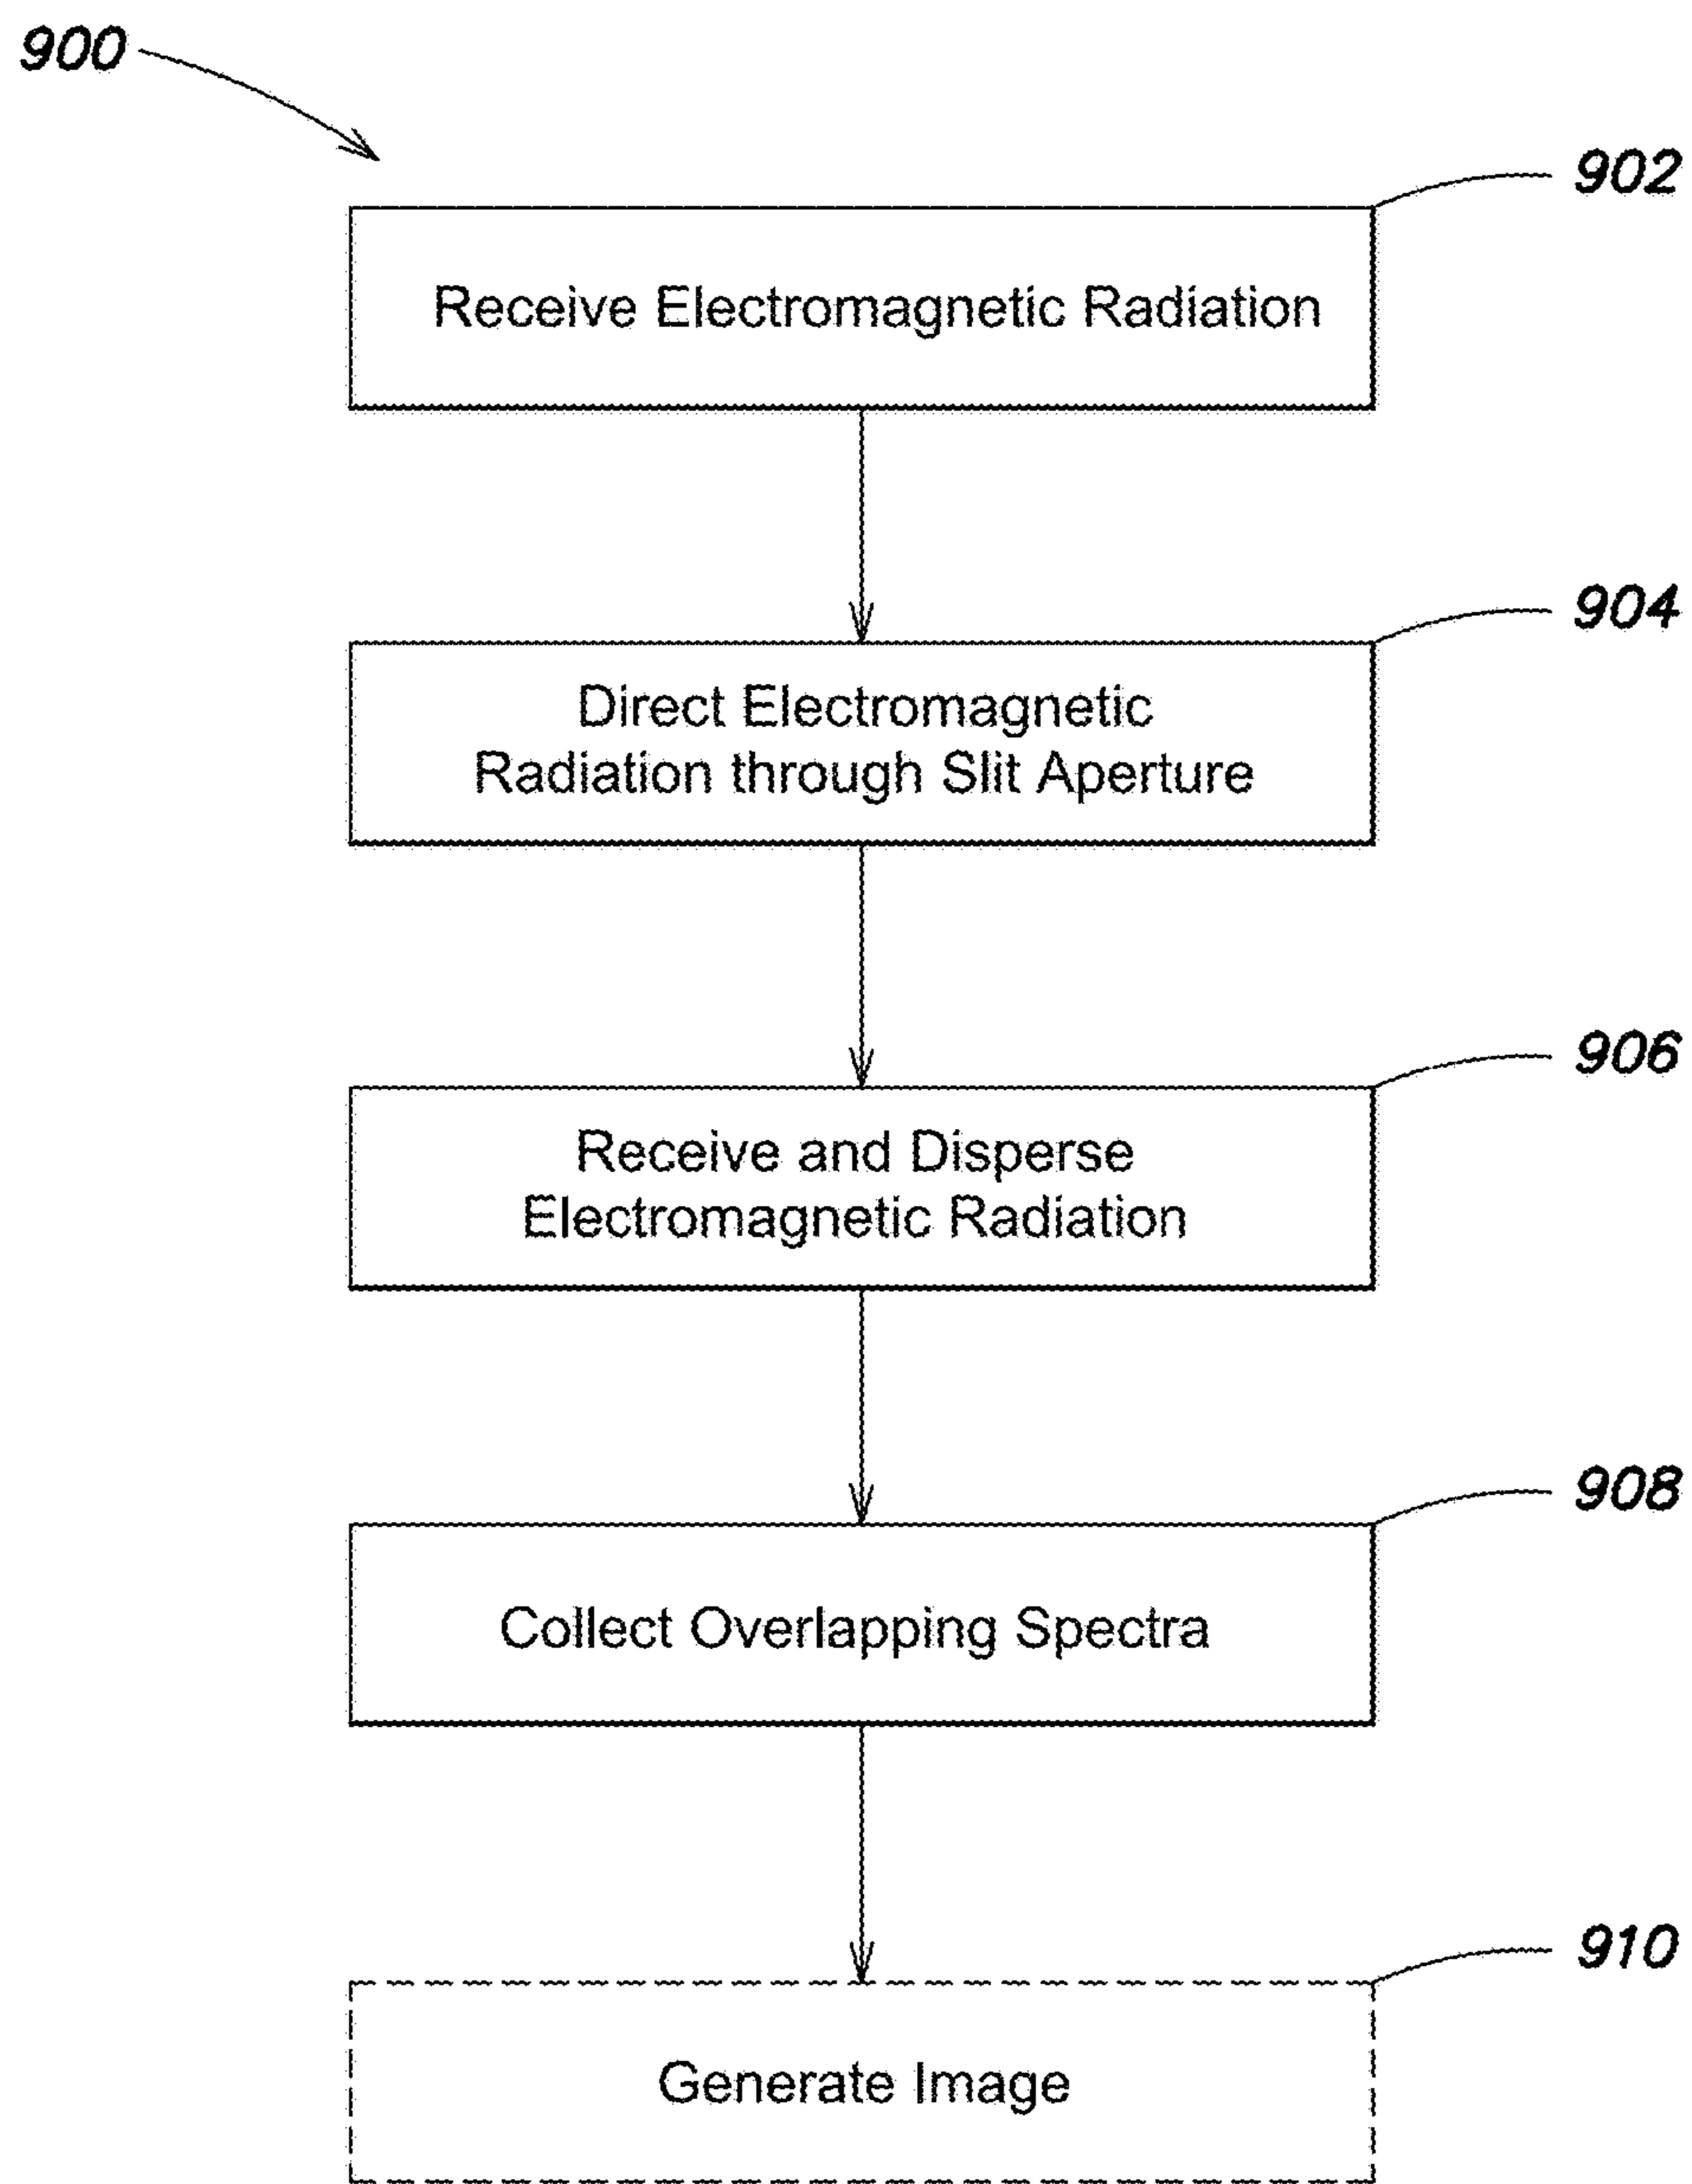 900
902
Receive Electromagnetic Radiation
904
Direct Electromagnetic
Radiation through Slit Aperture
906
Receive and Disperse
Electromagnetic Radiation
908
Collect Overlapping Spectra
910
Generate Image